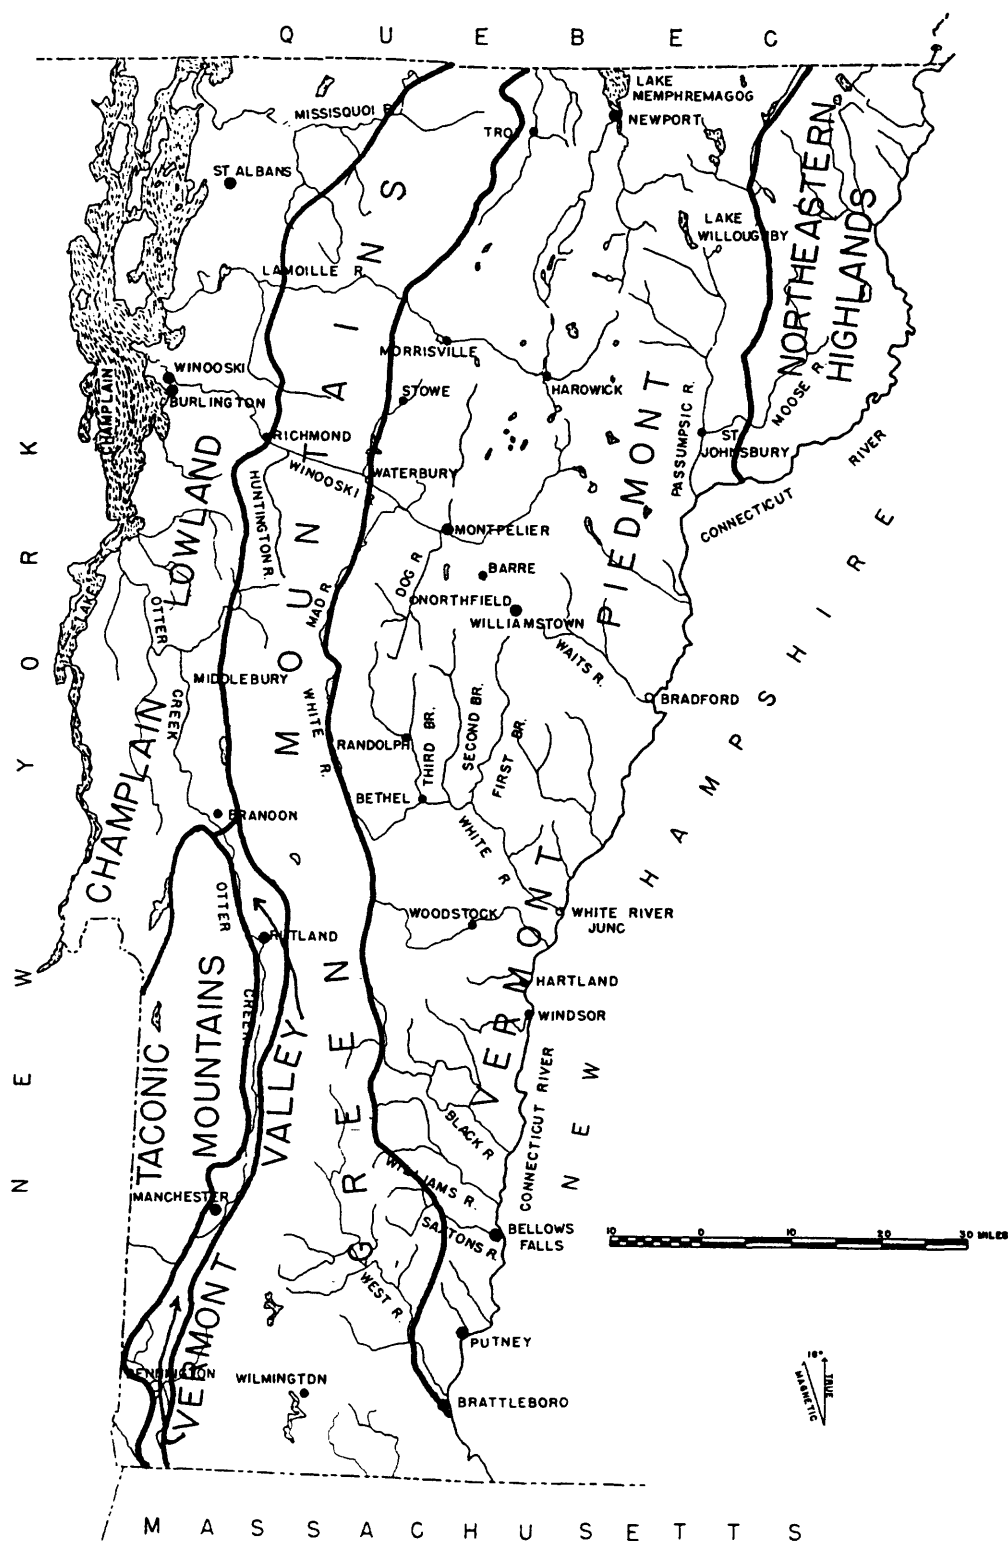 QUEBEC
LAKE
MEMPHREMAGOG
MISSISQUOI R.
NEWPORT
TROY
NORTHEASTERN
HIGHLANDS
ST ALBANS
LAKE
WILLOUGHBY
LAMOILLE R
MORRISVILLE
WINOOSKI
BURLINGTON
STOWE
HARDWICK
MOOSE R.
PASSUMPSIC R.
RICHMOND
ST.
JOHNSBURY
CONNECTICUT
RIVER
WINOOSKI R.
WATERBURY
HUNTINGTON R.
MONTPELIER
LAKE
CHAMPLAIN
CHAMPLAIN
LOWLAND
DOG R
BARRE
NORTHFIELD
WILLIAMSTOWN
MAD R
WAITS R.
OTTER
CREEK
MIDDLEBURY
BRADFORD
WHITE
R.
RANDOLPH
THIRD BR.
SECOND BR.
FIRST BR.
BETHEL
BRANDON
WHITE
R
OTTER
CREEK
WOODSTOCK
WHITE RIVER
JUNC
RUTLAND
HARTLAND
WINDSOR
TACONIC
MOUNTAINS
VERMONT
VALLEY
GREEN
MOUNTAINS
VERMONT
PIEDMONT
BLACK R
CONNECTICUT RIVER
WILLIAMS R.
MANCHESTER
SAXTONS R.
BELLOWS
FALLS
WEST R.
PUTNEY
BENNINGTON
WILMINGTON
BRATTLEBORO
NEW YORK
NEW HAMPSHIRE
10 0 10 20 30 MILES
16°
TRUE
MAGNETIC
MASSACHUSETTS